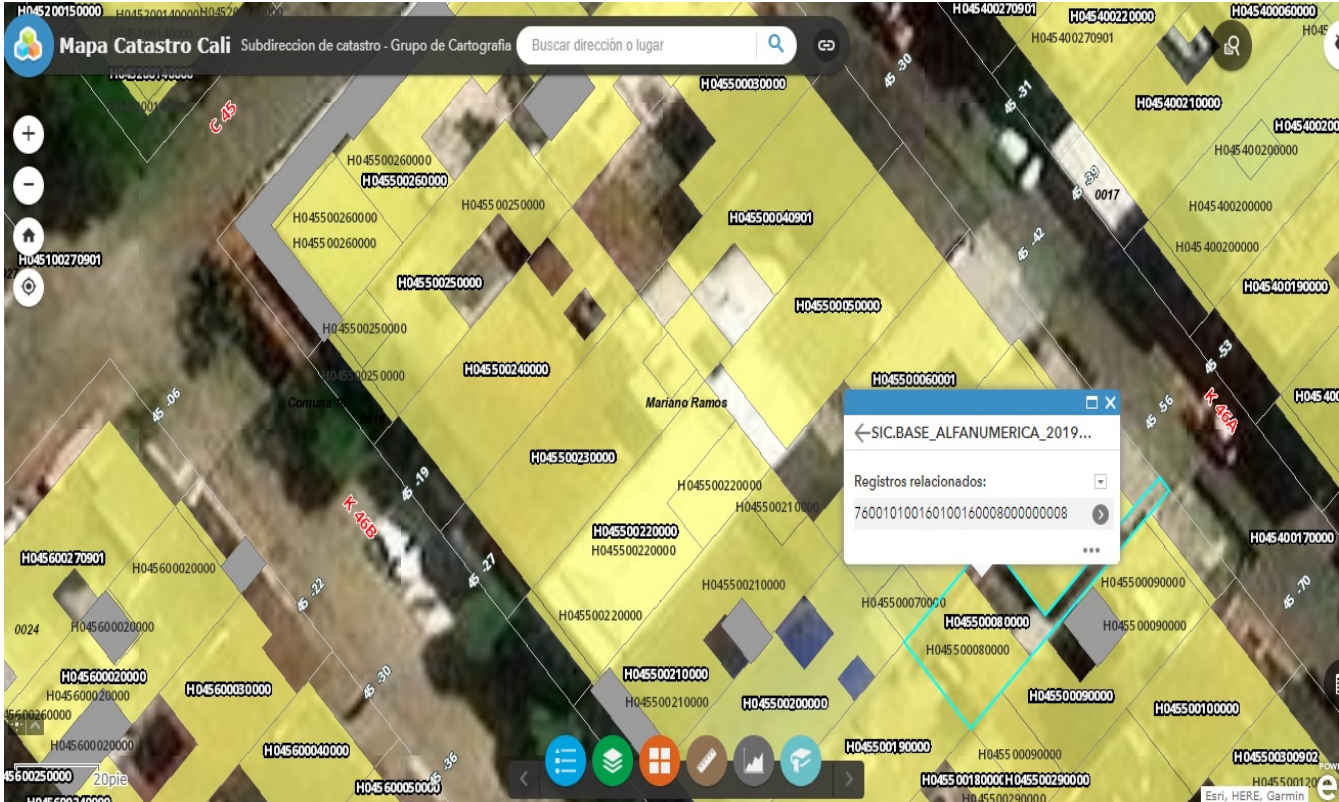 H045200150000
H045200140000
H045400270901
H045400220000
H045400060000
Mapa Catastro Cali
Subdireccion de catastro - Grupo de Cartografia
Buscar dirección o lugar
H045400270901
H045500030000
45 -30
45 -31
H045400210000
C 45
H045400200000
H045500260000
H045500260000
45 -39
0017
H045500260000
H045500250000
H045500040901
H045400200000
H045500260000
45 -42
H045400200000
H045100270901
H045500250000
H045400190000
H045500050000
H045500250000
45 -53
H045500250000
H045500240000
H045500060001
Mariano Ramos
K 46A
45 -06
45 -56
SIC.BASE_ALFANUMERICA_2019...
Registros relacionados:
760010100160100160008000000008
...
H045500230000
45 -19
K 46B
H045500220000
H045500220000
H045500220000
H045400170000
H045600270901
H045600020000
45 -27
45 -22
H045500210000
H045500090000
45 -70
H045500070000
H045500220000
H045500080000
H045500090000
0024
H045600020000
H045500080000
H045600020000
H045600020000
H045600030000
45 -30
H045500210000
H045500210000
H045500200000
H045500090000
H045500100000
H045600020000
H045600040000
H045500190000
H045500090000
H045500300902
20pie
45 -36
H045600050000
H045500180000
H045500290000
H045500290000
Esri, HERE, Garmin